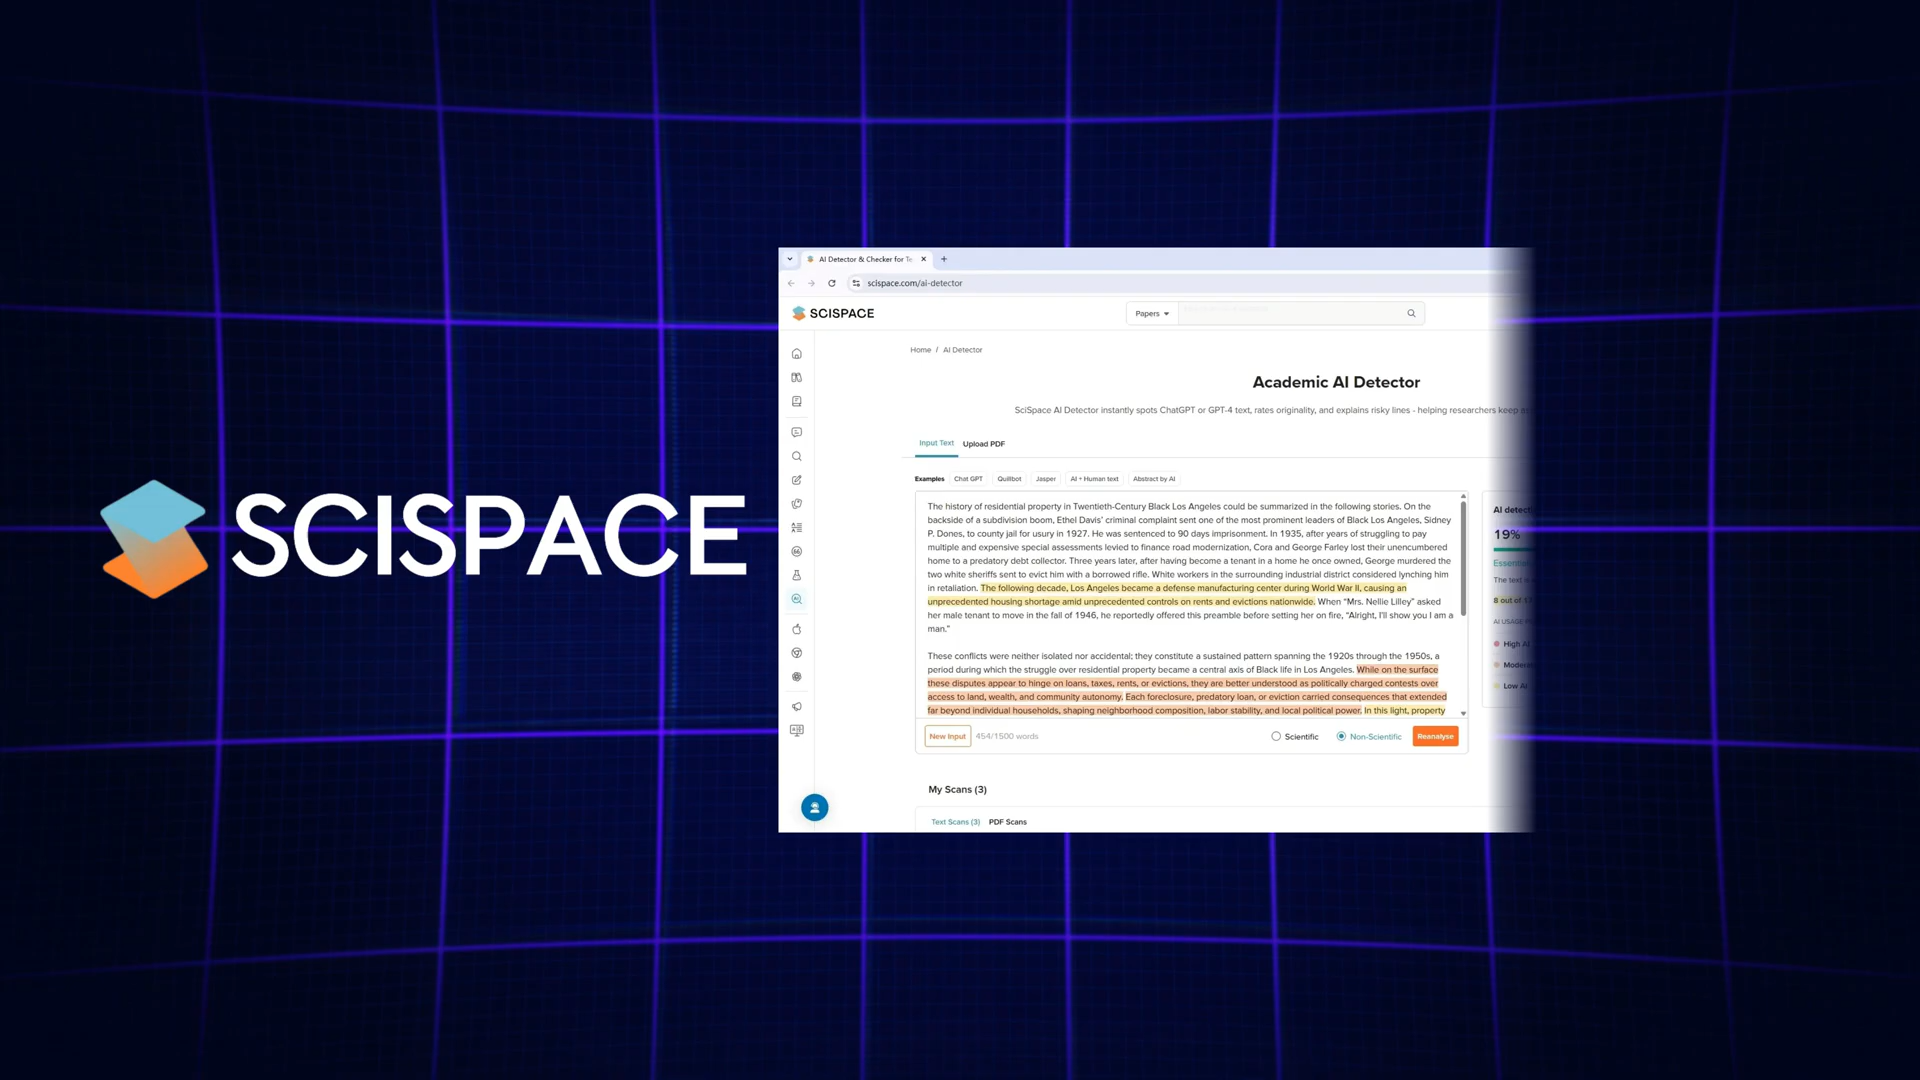 SCISPACE
AI Detector & Checker for Te
scispace.com/ai-detector
SCISPACE
Papers
Home / AI Detector
Academic AI Detector
SciSpace AI Detector instantly spots ChatGPT or GPT-4 text, rates originality, and explains risky lines - helping researchers keep
Input Text Upload PDF
Examples Chat GPT Quillbot Jasper AI + Human text Abstract by AI
The history of residential property in Twentieth-Century Black Los Angeles could be summarized in the following stories. On the
backside of a subdivision boom, Ethel Davis' criminal complaint sent one of the most prominent leaders of Black Los Angeles, Sidney
P. Dones, to county jail for usury in 1927. He was sentenced to 90 days imprisonment. In 1935, after years of struggling to pay
multiple and expensive special assessments levied to finance road modernization, Cora and George Farley lost their unencumbered
home to a predatory debt collector. Three years later, after having become a tenant in a home he once owned, George murdered the
two white sheriffs sent to evict him with a borrowed rifle. White workers in the surrounding industrial district considered lynching him
in retaliation. The following decade, Los Angeles became a defense manufacturing center during World War II, causing an
unprecedented housing shortage amid unprecedented controls on rents and evictions nationwide. When “Mrs. Nellie Lilley” asked
her male tenant to move in the fall of 1946, he reportedly offered this preamble before setting her on fire, “Alright, I'll show you I am a
man.”
These conflicts were neither isolated nor accidental; they constitute a sustained pattern spanning the 1920s through the 1950s, a
period during which the struggle over residential property became a central axis of Black life in Los Angeles. While on the surface
these disputes appear to hinge on loans, taxes, rents, or evictions, they are better understood as politically charged contests over
access to land, wealth, and community autonomy. Each foreclosure, predatory loan, or eviction carried consequences that extended
far beyond individual households, shaping neighborhood composition, labor stability, and local political power. In this light, property
New Input 454/1500 words Scientific Non-Scientific Reanalyse
AI detect
19%
Essential
The text is
8 out of 1
AI USAGE
High AI
Modera
Low AI
My Scans (3)
Text Scans (3) PDF Scans